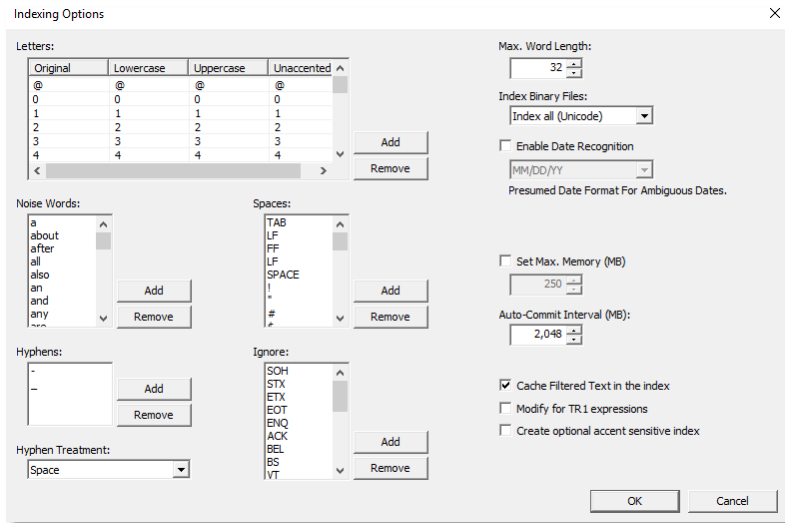 Indexing Options
Letters:
Original Lowercase Uppercase Unaccented
@ @ @ @
0 0 0 0
1 1 1 1
2 2 2 2
3 3 3 3
4 4 4 4
Add
Remove
Max. Word Length:
32
Index Binary Files:
Index all (Unicode)
Enable Date Recognition
MM/DD/YY
Presumed Date Format For Ambiguous Dates.
Noise Words:
a
about
after
all
also
an
and
any
are
Add
Remove
Spaces:
TAB
LF
FF
LF
SPACE
!
"
#
$
Add
Remove
Set Max. Memory (MB)
250
Auto-Commit Interval (MB):
2,048
Hyphens:
-
–
Add
Remove
Hyphen Treatment:
Space
Ignore:
SOH
STX
ETX
EOT
ENQ
ACK
BEL
BS
VT
Add
Remove
Cache Filtered Text in the index
Modify for TR1 expressions
Create optional accent sensitive index
OK
Cancel